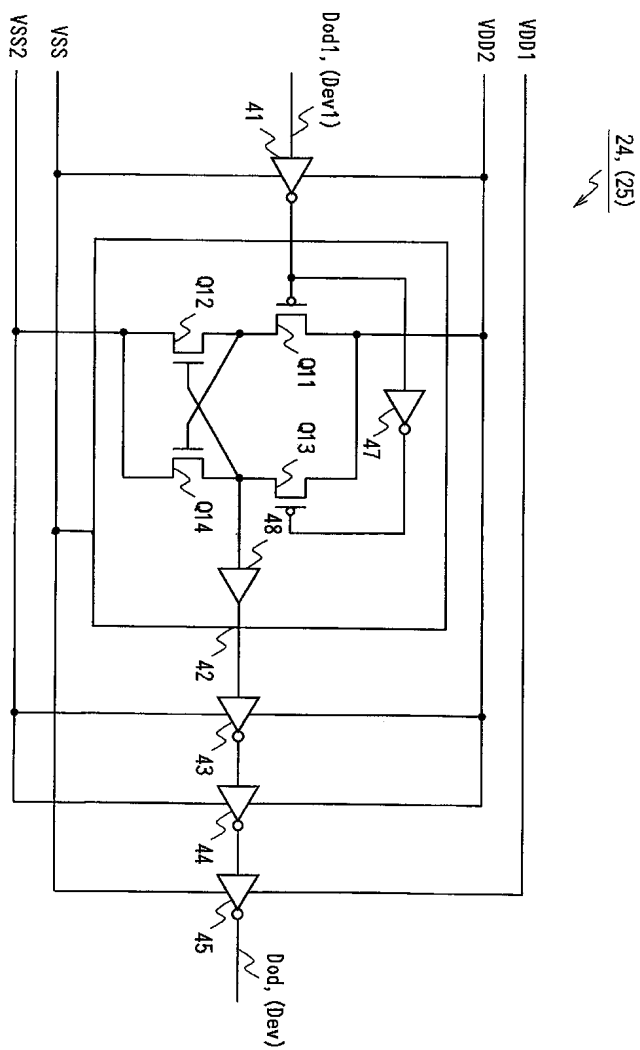 24, (25)
VDD1
VDD2
Dod1, (Dev1)
VSS
VSS2
41
Q11
47
Q13
Q12
Q14
48
42
43
44
45
Dod, (Dev)